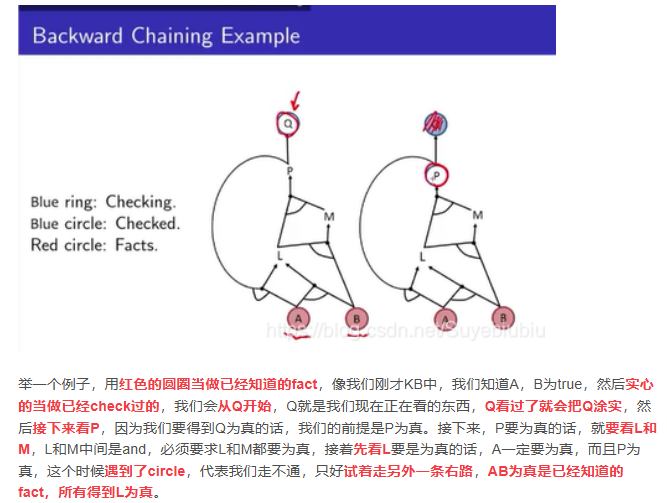 Backward Chaining Example
Q
P
M
L
A
B
P
M
L
A
B
Blue ring: Checking.
Blue circle: Checked.
Red circle: Facts.
https://blog.csdn.net/Suyebiubiu
举一个例子，用红色的圆圈当做已经知道的fact，像我们刚才KB中，我们知道A，B为true，然后实心
的当做已经check过的，我们会从Q开始，Q就是我们现在正在看的东西，Q看过了就会把Q涂实，然
后接下来看P，因为我们要得到Q为真的话，我们的前提是P为真。接下来，P要为真的话，就要看L和
M，L和M中间是and，必须要求L和M都要为真，接着先看L要是为真的话，A一定要为真，而且P为
真，这个时候遇到了circle，代表我们走不通，只好试着走另外一条右路，AB为真是已经知道的
fact，所有得到L为真。